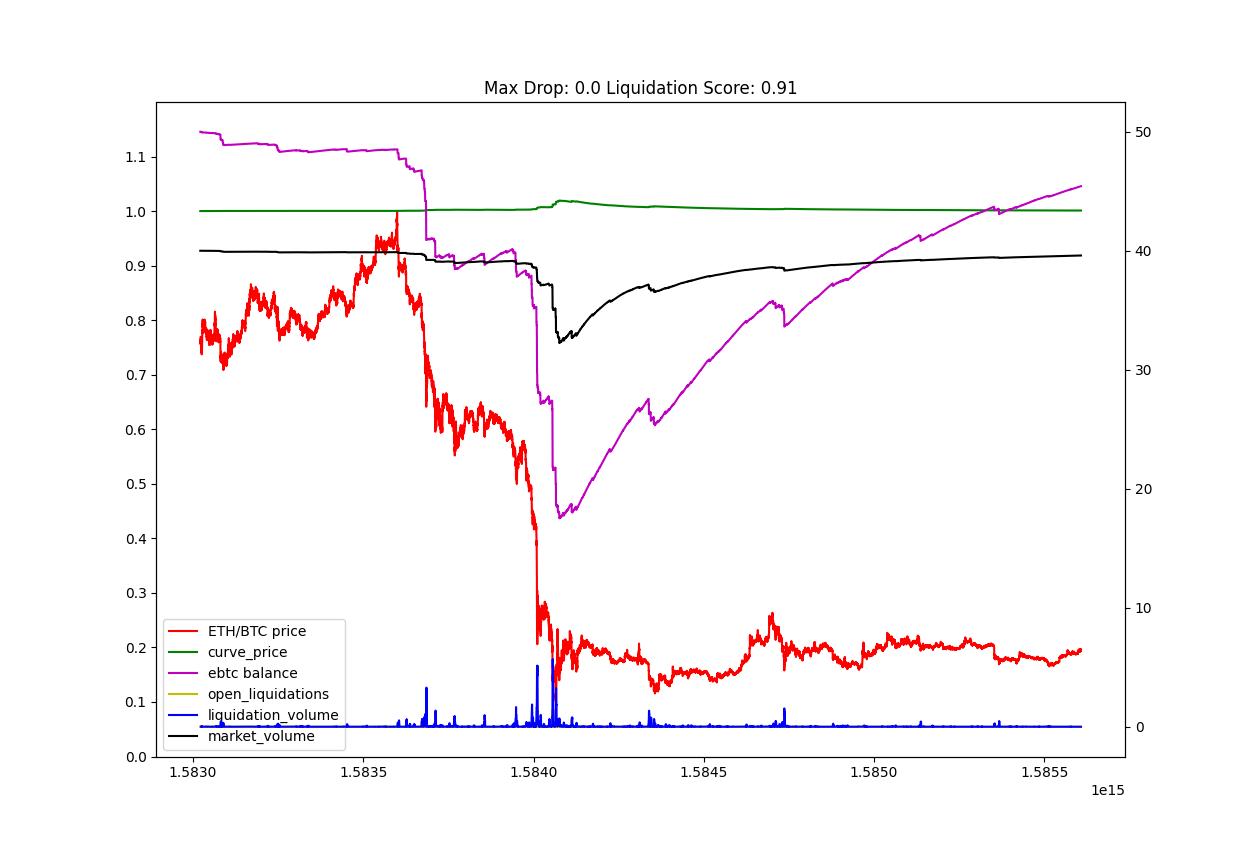 Max Drop: 0.0 Liquidation Score: 0.91
1.1
1.0
0.9
0.8
0.7
0.6
0.5
0.4
0.3
0.2
0.1
0.0
50
40
30
20
10
0
ETH/BTC price
curve_price
ebtc balance
open_liquidations
liquidation_volume
market_volume
1.5830 1.5835 1.5840 1.5845 1.5850 1.5855
1e15